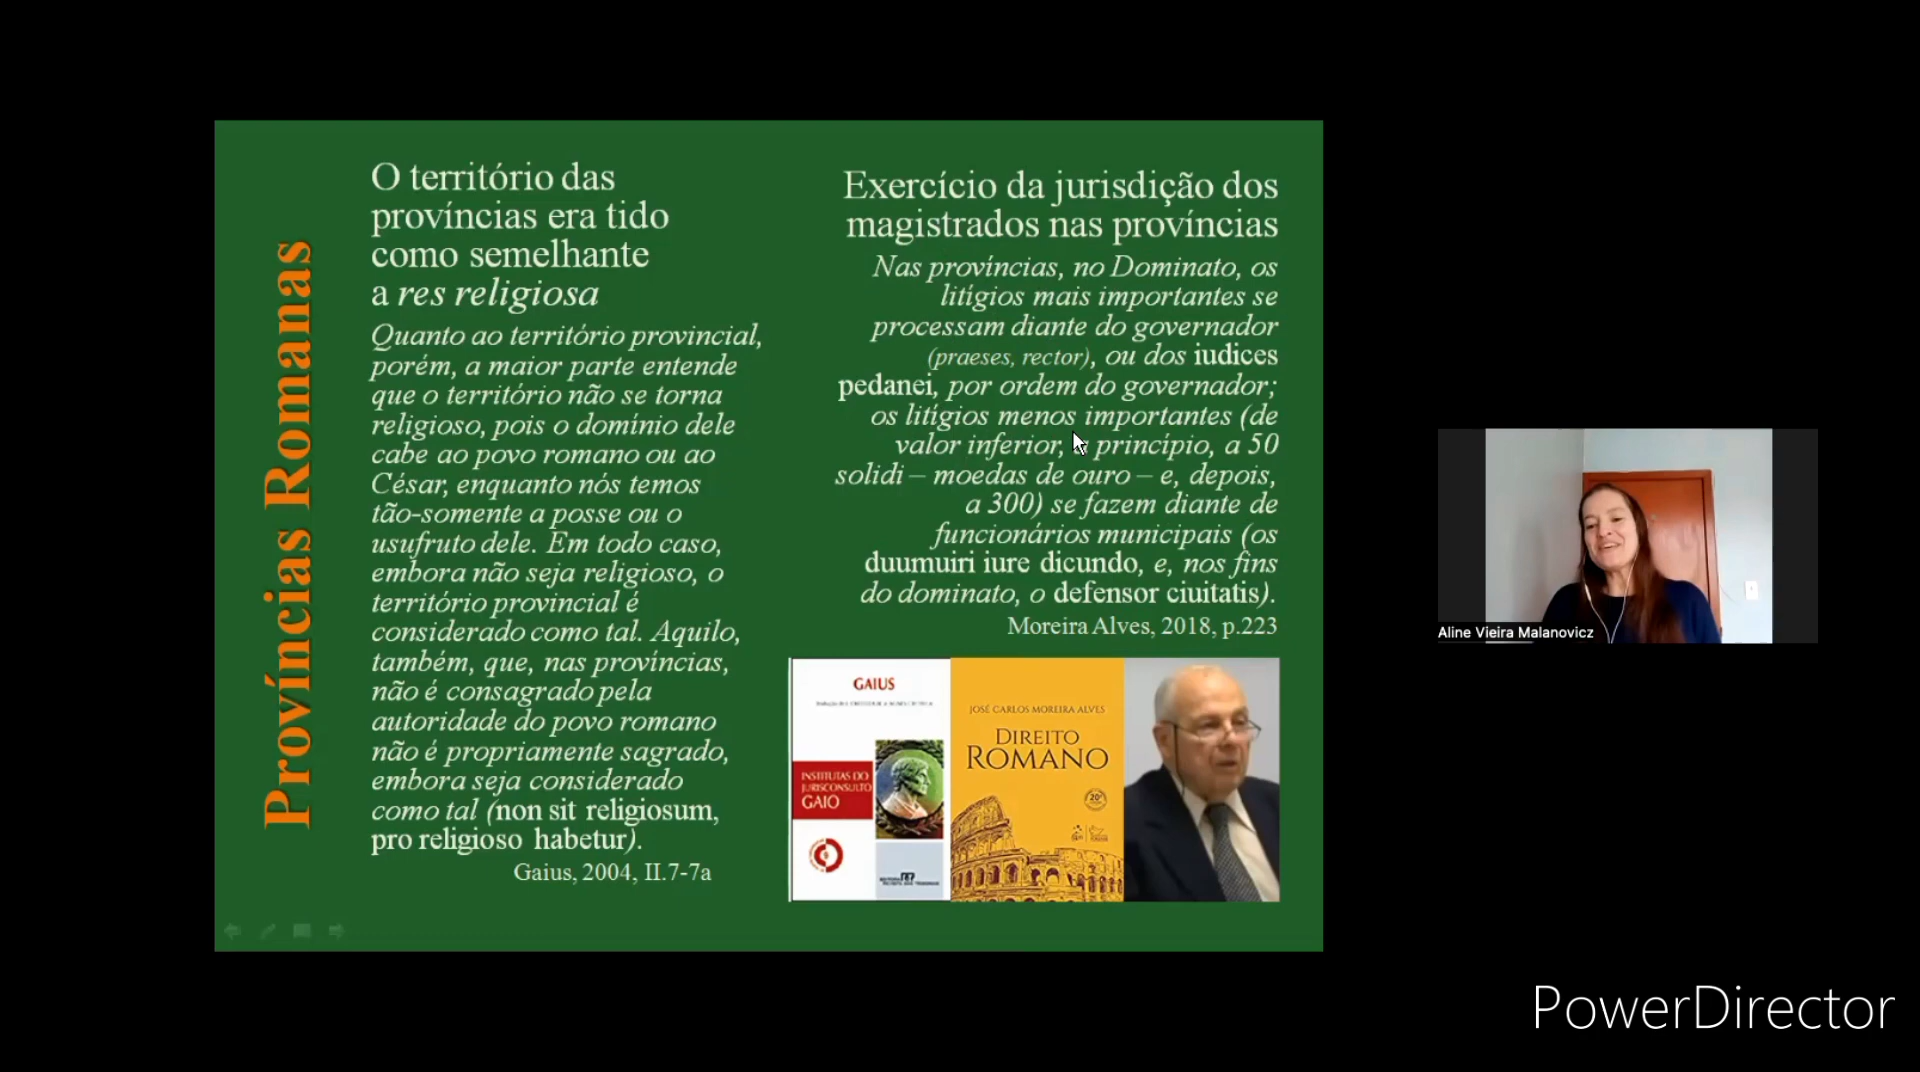 Províncias Romanas
O território das
províncias era tido
como semelhante
a res religiosa
Quanto ao território provincial,
porém, a maior parte entende
que o território não se torna
religioso, pois o domínio dele
cabe ao povo romano ou ao
César, enquanto nós temos
tão-somente a posse ou o
usufruto dele. Em todo caso,
embora não seja religioso, o
território provincial é
considerado como tal. Aquilo,
também, que, nas províncias,
não é consagrado pela
autoridade do povo romano
não é propriamente sagrado,
embora seja considerado
como tal (non sit religiosum,
pro religioso habetur).
Gaius, 2004, II.7-7a
Exercício da jurisdição dos
magistrados nas províncias
Nas províncias, no Dominato, os
litígios mais importantes se
processam diante do governador
(praeses, rector), ou dos iudices
pedanei, por ordem do governador;
os litígios menos importantes (de
valor inferior, princípio, a 50
solidi – moedas de ouro – e, depois,
a 300) se fazem diante de
funcionários municipais (os
duumuiri iure dicundo, e, nos fins
do dominato, o defensor ciuitatis).
Moreira Alves, 2018, p.223
GAIUS
INSTITUTAS DO
JURISCONSULTO
GAIO
JOSÉ CARLOS MOREIRA ALVES
DIREITO
ROMANO
Aline Vieira Malanovicz
PowerDirector